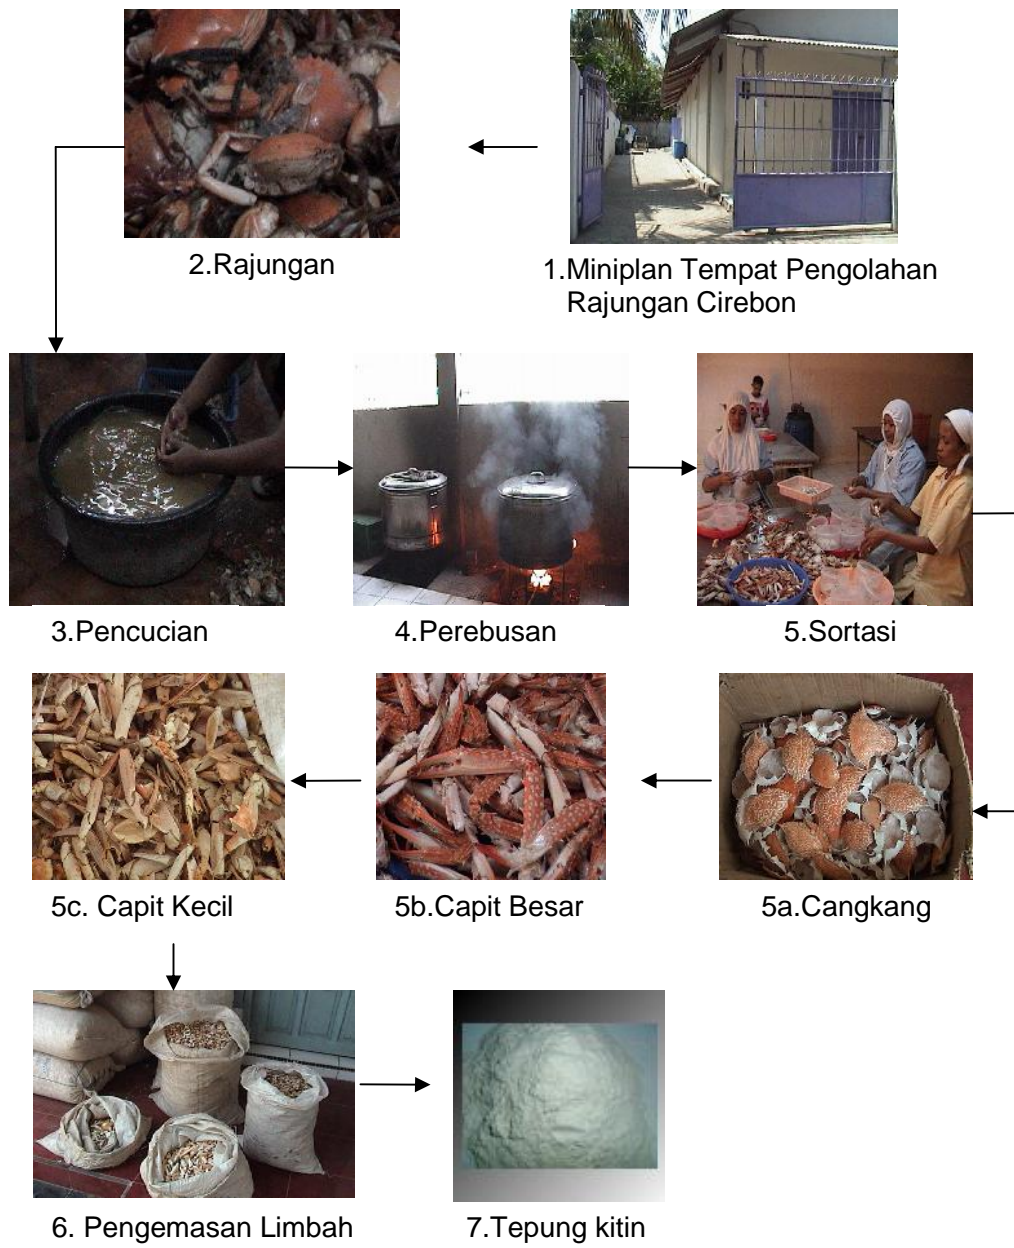 2.Rajungan
1.Miniplan Tempat Pengolahan
Rajungan Cirebon
3.Pencucian
4.Perebusan
5.Sortasi
5c. Capit Kecil
5b.Capit Besar
5a.Cangkang
6. Pengemasan Limbah
7.Tepung kitin